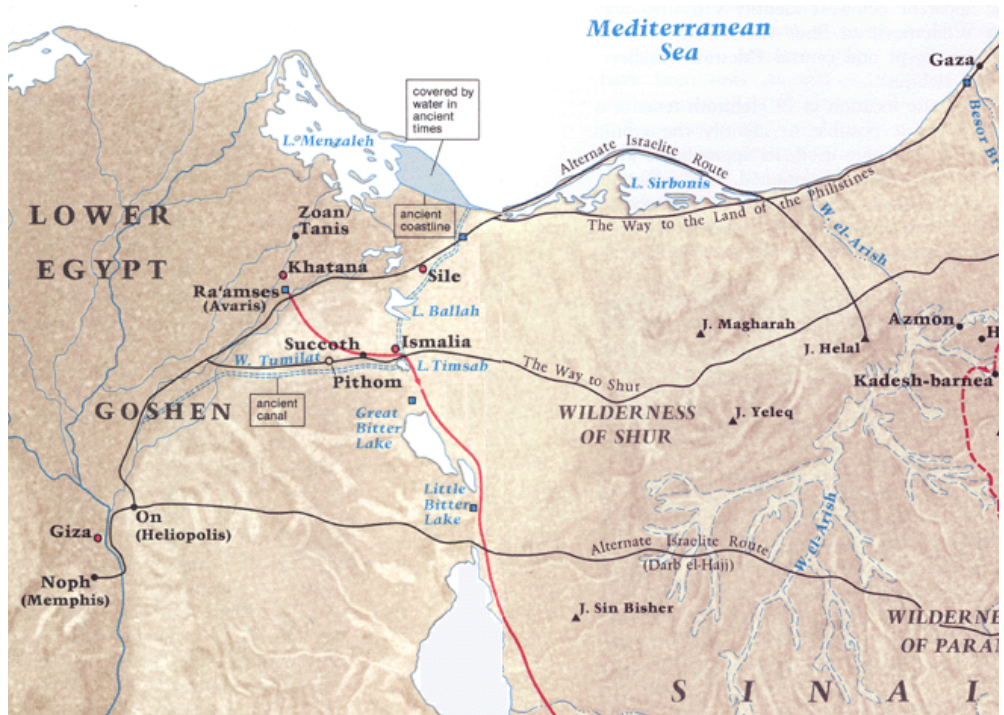 Mediterranean
Sea
Gaza
covered by
water in
ancient
times
L. Menzaleh
Besor
Alternate Israelite Route
L. Sirbonis
The Way to the Land of the Philistines
LOWER
EGYPT
Zoan/
Tanis
ancient
coastline
W. el-Arish
Khatana
Sile
Ra'amses
(Avaris)
L. Ballah
J. Magharah
Azmon
H
Succoth
Ismalia
J. Helal
W. Tumilat
L. Timsah
Pithom
The Way to Shur
Kadesh-barnea
GOSHEN
ancient
canal
Great
Bitter
Lake
WILDERNESS
OF SHUR
J. Yeleq
Little
Bitter
Lake
W. el-Arish
On
(Heliopolis)
Giza
Alternate Israelite Route
(Darb el-Hajj)
Noph
(Memphis)
J. Sin Bisher
WILDERNE
OF PARAN
SINAI